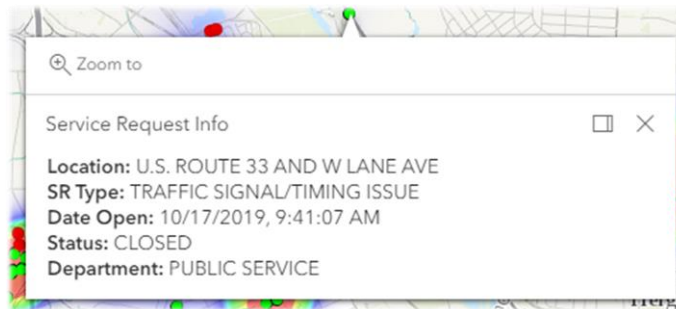 Zoom to
Service Request Info
Location: U.S. ROUTE 33 AND W LANE AVE
SR Type: TRAFFIC SIGNAL/TIMING ISSUE
Date Open: 10/17/2019, 9:41:07 AM
Status: CLOSED
Department: PUBLIC SERVICE